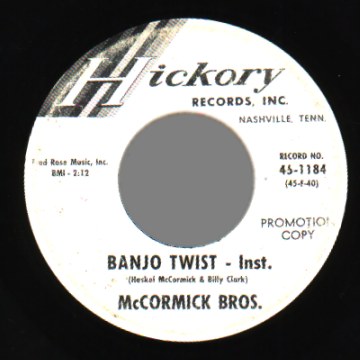 Hickory
RECORDS, INC.
NASHVILLE, TENN.
Rose Music, Inc.
BMI - 2:12
RECORD NO.
45-1184
(45-F-40)
PROMOTION
COPY
BANJO TWIST - Inst.
(Heskel McCormick & Billy Clark)
McCORMICK BROS.